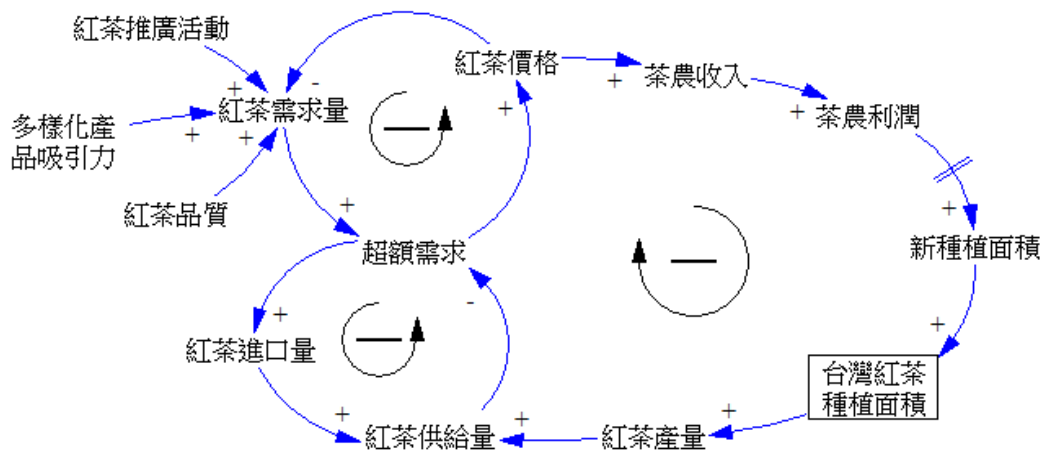 紅茶推廣活動
紅茶價格
茶農收入
+
+
-
+
+
茶農利潤
紅茶需求量
多樣化產
品吸引力
+
+
紅茶品質
+
+
新種植面積
超額需求
-
+
+
紅茶進口量
台灣紅茶
種植面積
+
+
+
紅茶供給量
紅茶產量